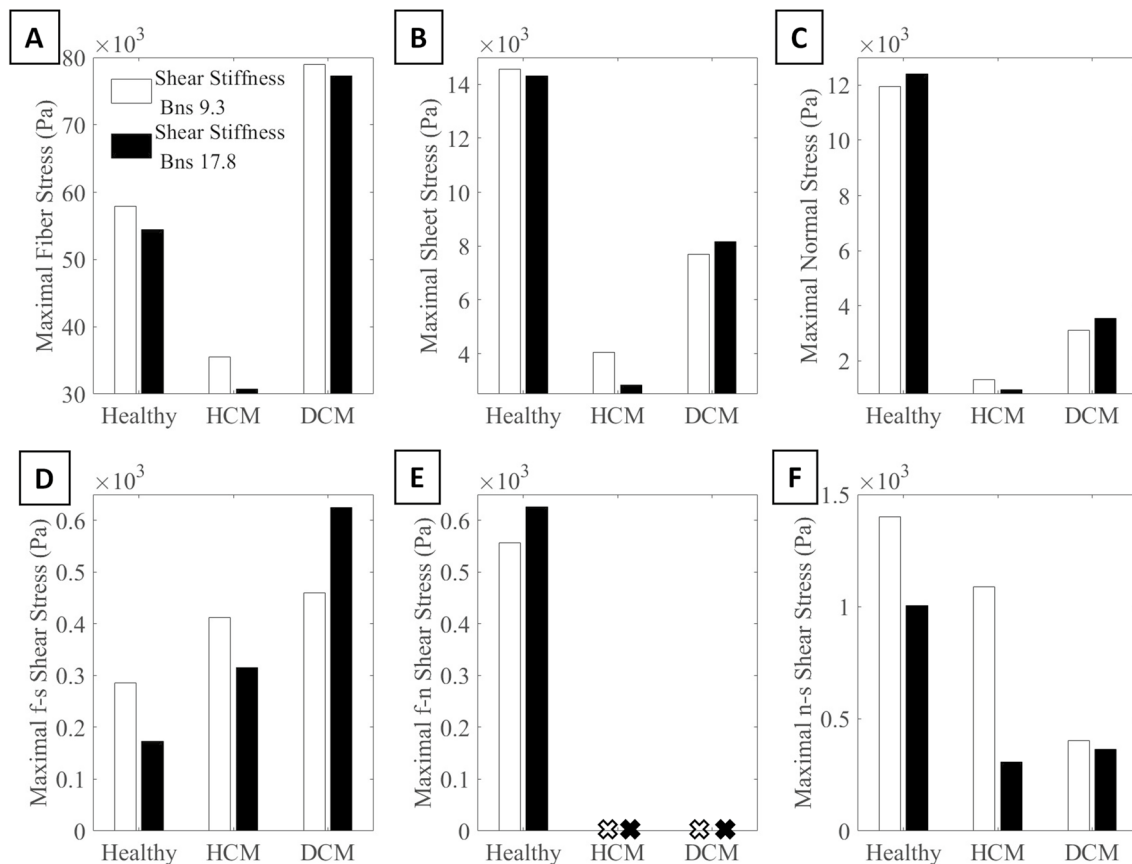 A
×10³
Maximal Fiber Stress (Pa)
80
70
60
50
40
30
Shear Stiffness
Bns 9.3
Shear Stiffness
Bns 17.8
Healthy HCM DCM
B
×10³
Maximal Sheet Stress (Pa)
14
12
10
8
6
4
Healthy HCM DCM
C
×10³
Maximal Normal Stress (Pa)
12
10
8
6
4
2
Healthy HCM DCM
D
×10³
Maximal f-s Shear Stress (Pa)
0.6
0.5
0.4
0.3
0.2
0.1
0
Healthy HCM DCM
E
×10³
Maximal f-n Shear Stress (Pa)
0.6
0.5
0.4
0.3
0.2
0.1
0
Healthy HCM DCM
F
×10³
Maximal n-s Shear Stress (Pa)
1.5
1
0.5
0
Healthy HCM DCM